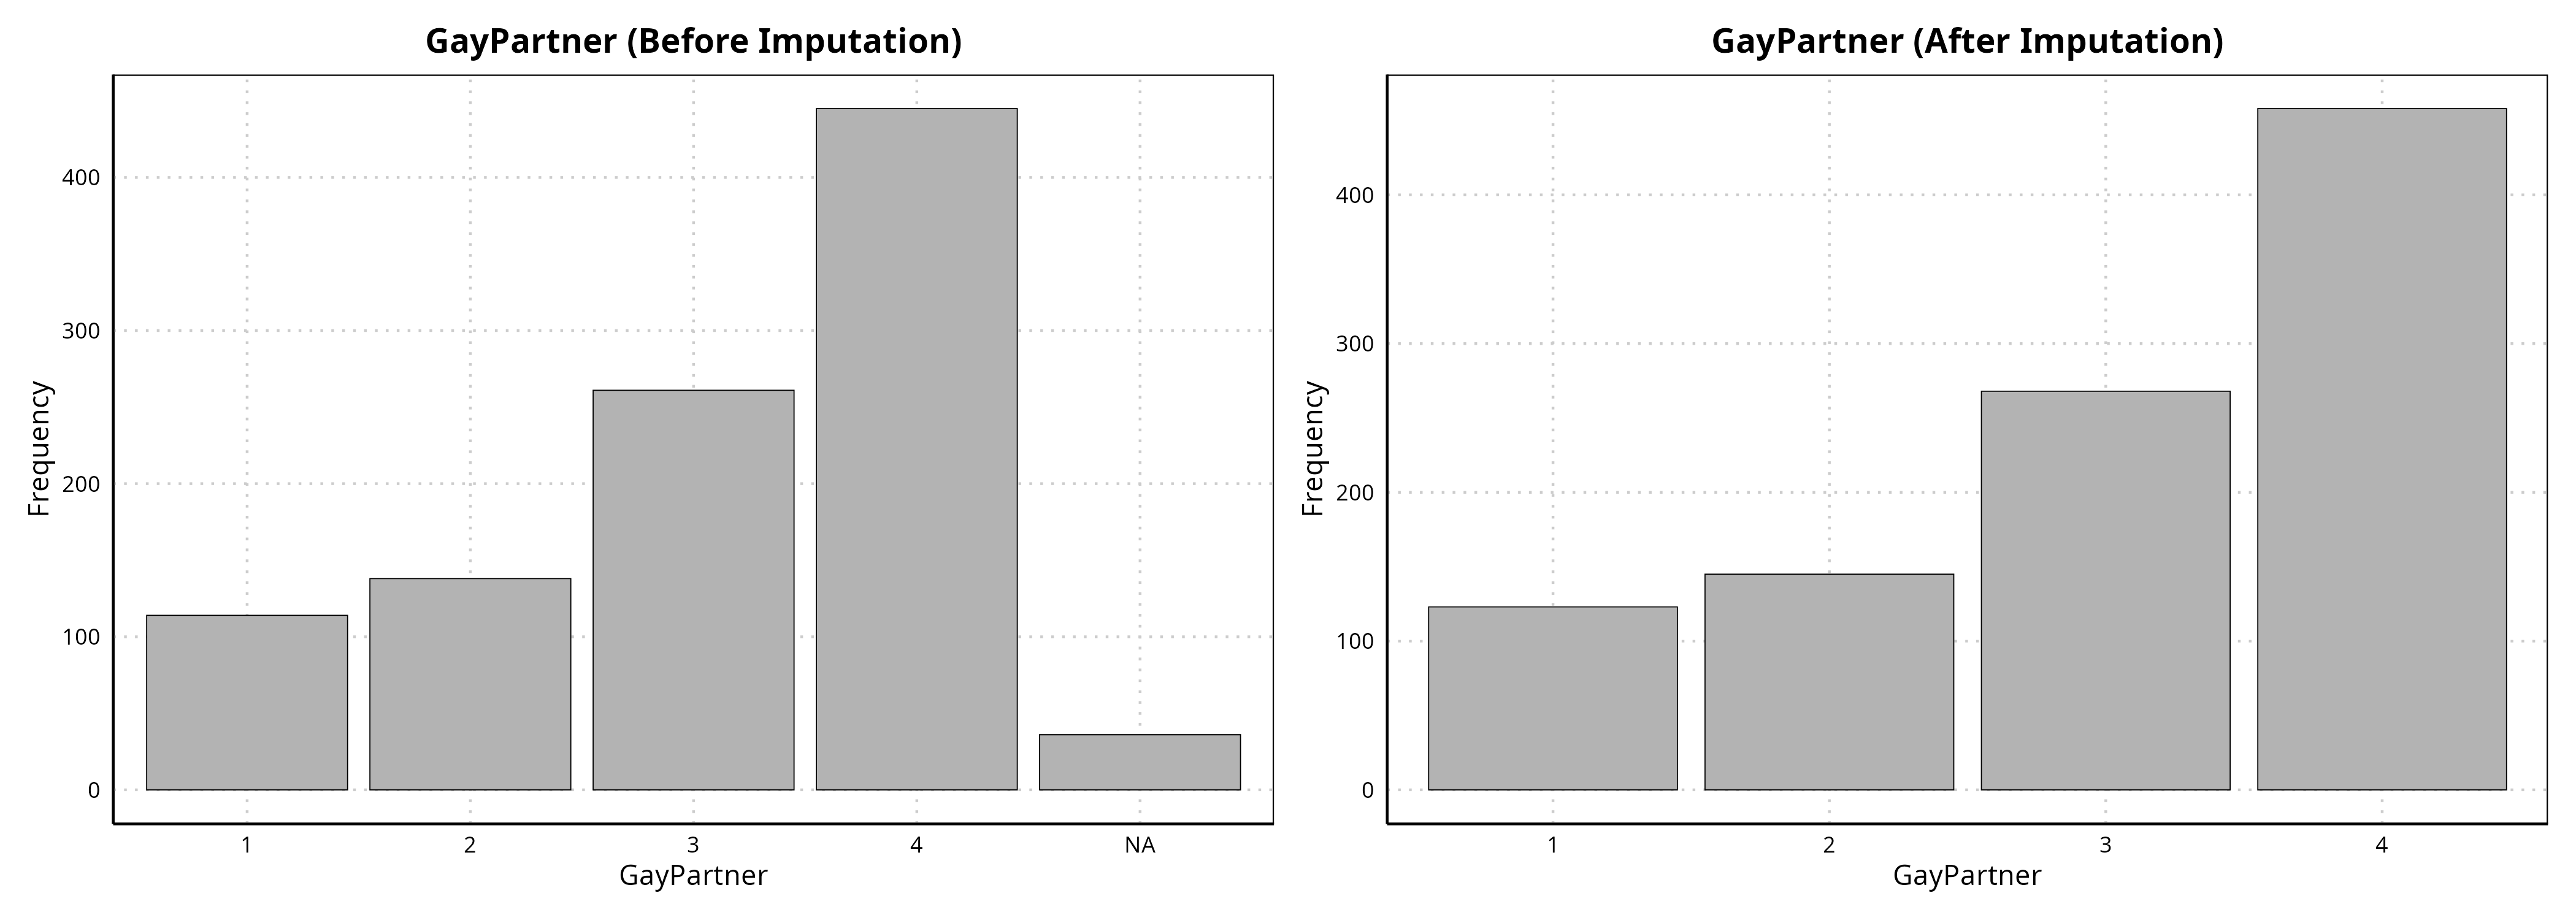 GayPartner (Before Imputation)
Frequency
400
300
200
100
0
1
2
3
4
NA
GayPartner
GayPartner (After Imputation)
Frequency
400
300
200
100
0
1
2
3
4
GayPartner